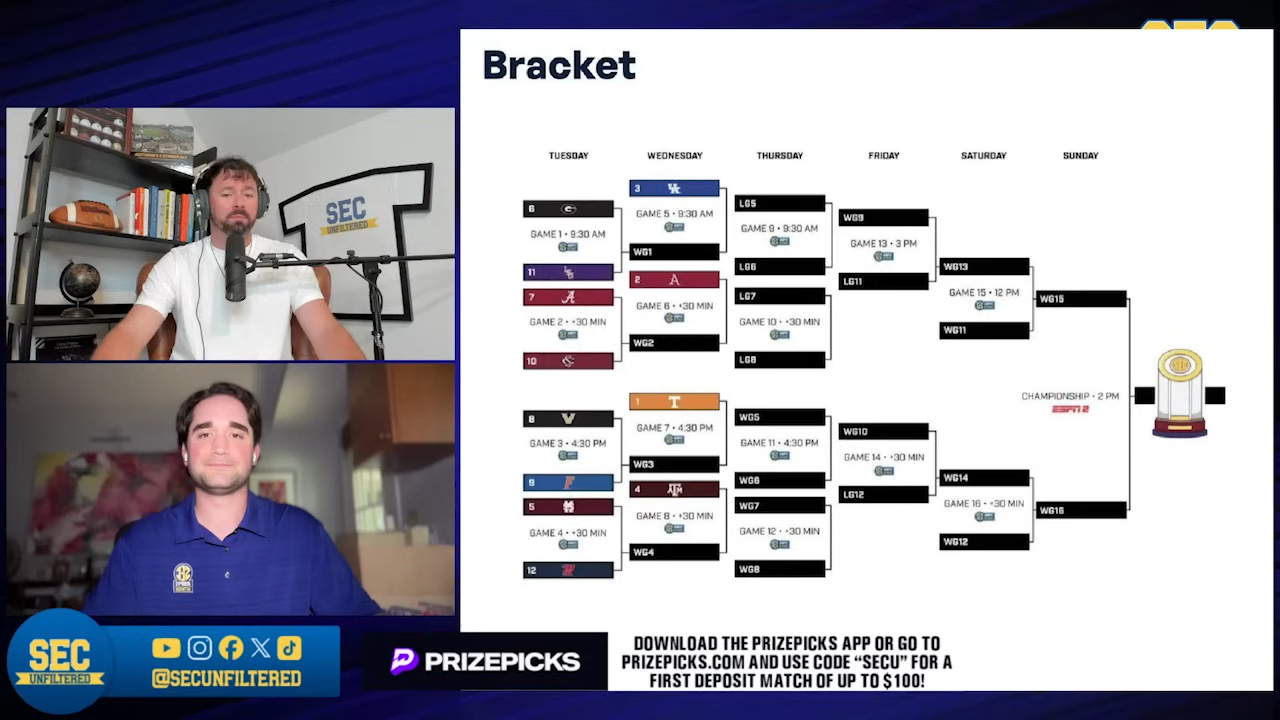 Bracket
TUESDAY
WEDNESDAY
THURSDAY
FRIDAY
SATURDAY
SUNDAY
6
GAME 1 • 9:30 AM
11
7
GAME 2 • +30 MIN
10
8
GAME 3 • 4:30 PM
9
5
GAME 4 • +30 MIN
12
3
GAME 5 • 9:30 AM
WG1
2
GAME 6 • +30 MIN
WG2
1
GAME 7 • 4:30 PM
WG3
4
GAME 8 • +30 MIN
WG4
LG5
GAME 9 • 9:30 AM
LG6
LG7
GAME 10 • +30 MIN
LG8
WG5
GAME 11 • 4:30 PM
WG6
WG7
GAME 12 • +30 MIN
WG8
WG9
GAME 13 • 3 PM
LG11
WG10
GAME 14 • +30 MIN
LG12
WG13
GAME 15 • 12 PM
WG11
WG14
GAME 16 • +30 MIN
WG12
WG15
CHAMPIONSHIP • 2 PM
ESPN2
WG16
SEC
UNFILTERED
SEC
UNFILTERED
@SECUNFILTERED
PRIZEPICKS
DOWNLOAD THE PRIZEPICKS APP OR GO TO
PRIZEPICKS.COM AND USE CODE “SECU” FOR A
FIRST DEPOSIT MATCH OF UP TO $100!